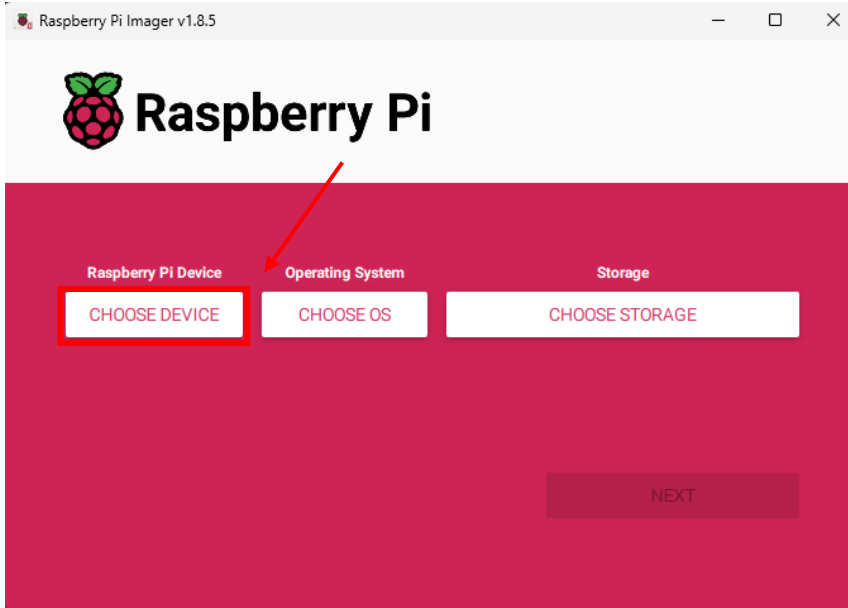 Raspberry Pi Imager v1.8.5
Raspberry Pi
Raspberry Pi Device
Operating System
Storage
CHOOSE DEVICE
CHOOSE OS
CHOOSE STORAGE
NEXT